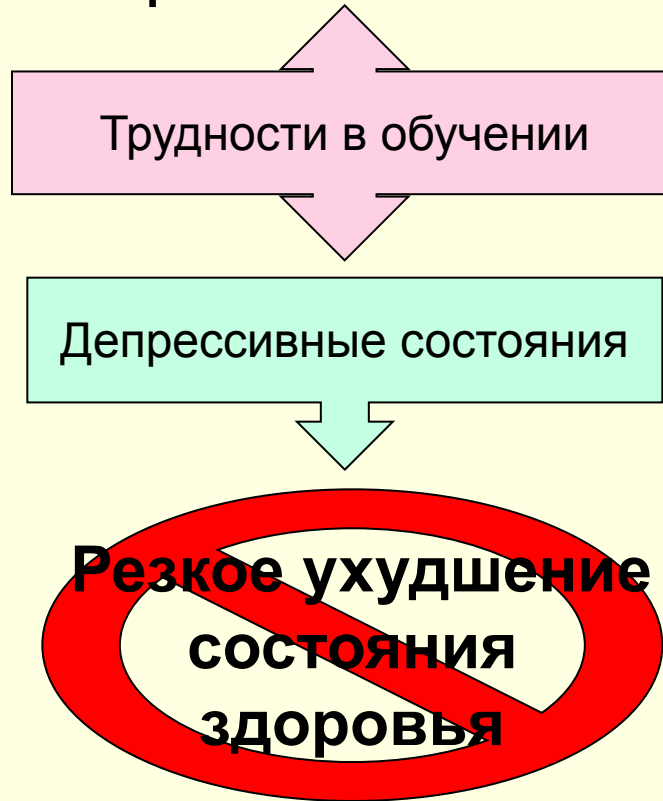 Трудности в обучении
Депрессивные состояния
Резкое ухудшение
состояния
здоровья